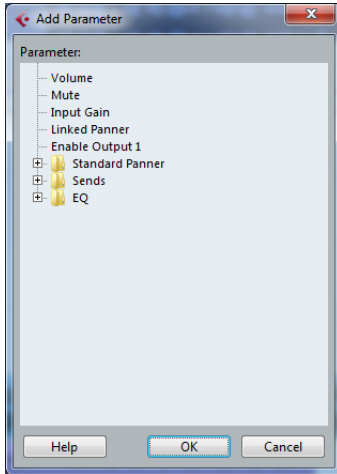 Add Parameter
Parameter:
Volume
Mute
Input Gain
Linked Panner
Enable Output 1
Standard Panner
Sends
EQ
Help OK Cancel